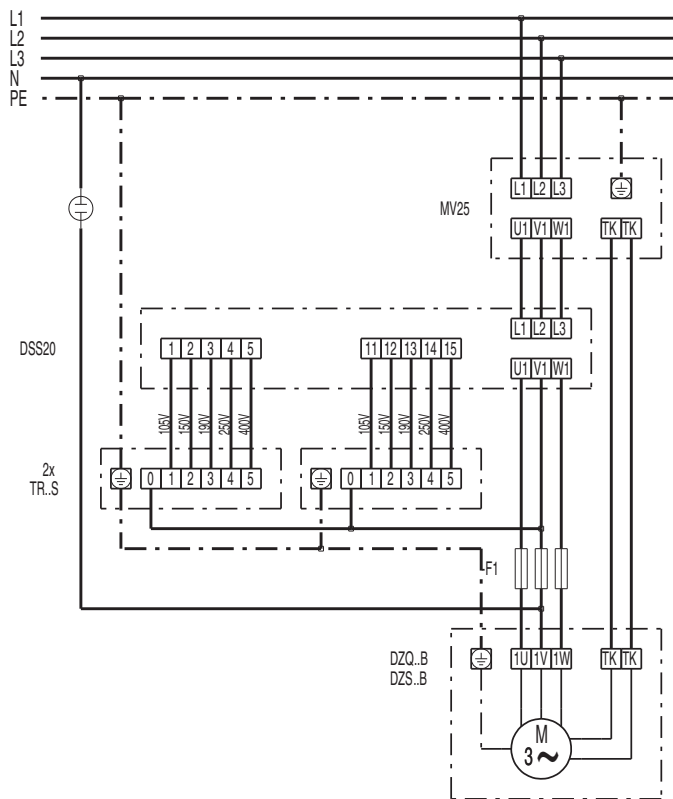 L1
L2
L3
N
PE
L1 L2 L3
MV25
U1 V1 W1 TK TK
L1 L2 L3
DSS20
1 2 3 4 5 11 12 13 14 15
U1 V1 W1
105V 150V 190V 250V 400V 105V 150V 190V 250V 400V
2x
TR..S
0 1 2 3 4 5 0 1 2 3 4 5
F1
DZQ..B
DZS..B
1U 1V 1W TK TK
M
3 ~